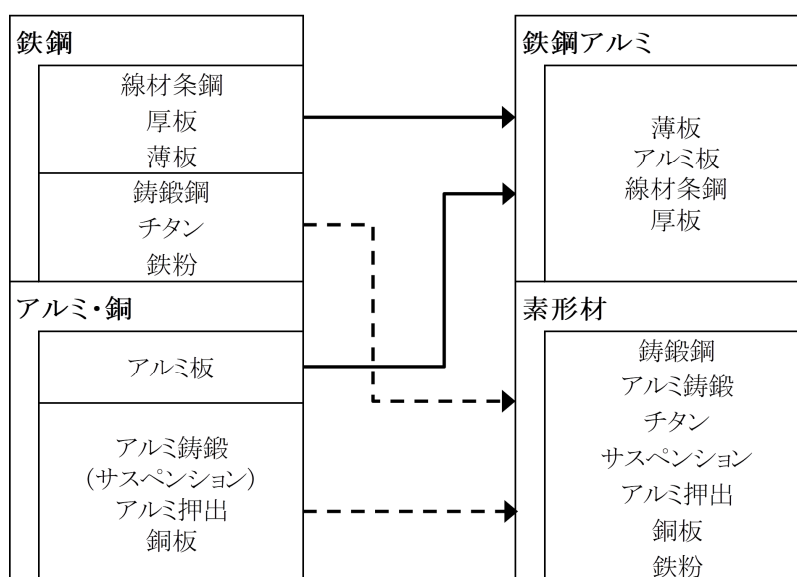 鉄鋼
線材条鋼
厚板
薄板
鋳鍛鋼
チタン
鉄粉
アルミ・銅
アルミ板
アルミ鋳鍛
(サスペンション)
アルミ押出
銅板
鉄鋼アルミ
薄板
アルミ板
線材条鋼
厚板
素形材
鋳鍛鋼
アルミ鋳鍛
チタン
サスペンション
アルミ押出
銅板
鉄粉